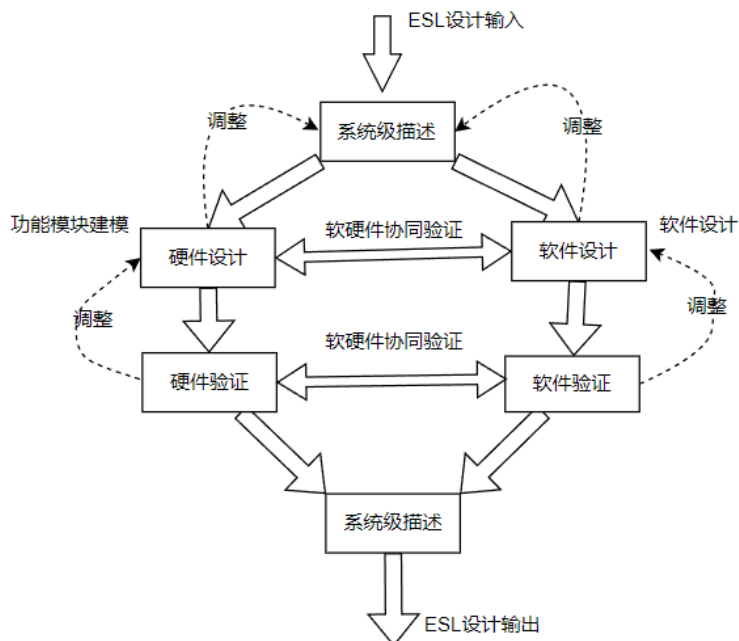 ESL设计输入
系统级描述
调整
调整
功能模块建模
软硬件协同验证
软件设计
硬件设计
软件设计
调整
调整
软硬件协同验证
硬件验证
软件验证
系统级描述
ESL设计输出